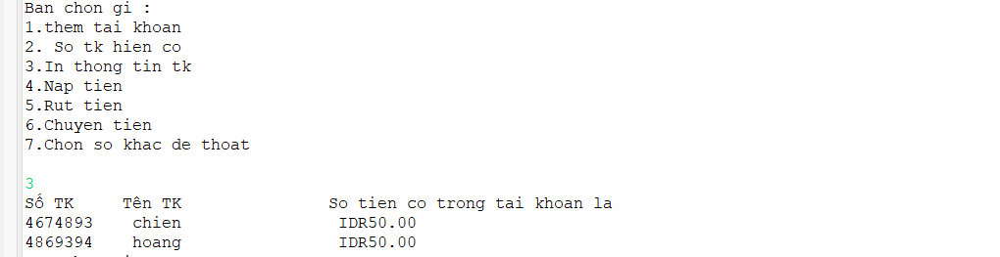 Ban chon gi :
1.them tai khoan
2. So tk hien co
3.In thong tin tk
4.Nap tien
5.Rut tien
6.Chuyen tien
7.Chon so khac de thoat
3
Số TK Tên TK So tien co trong tai khoan la
4674893 chien IDR50.00
4869394 hoang IDR50.00